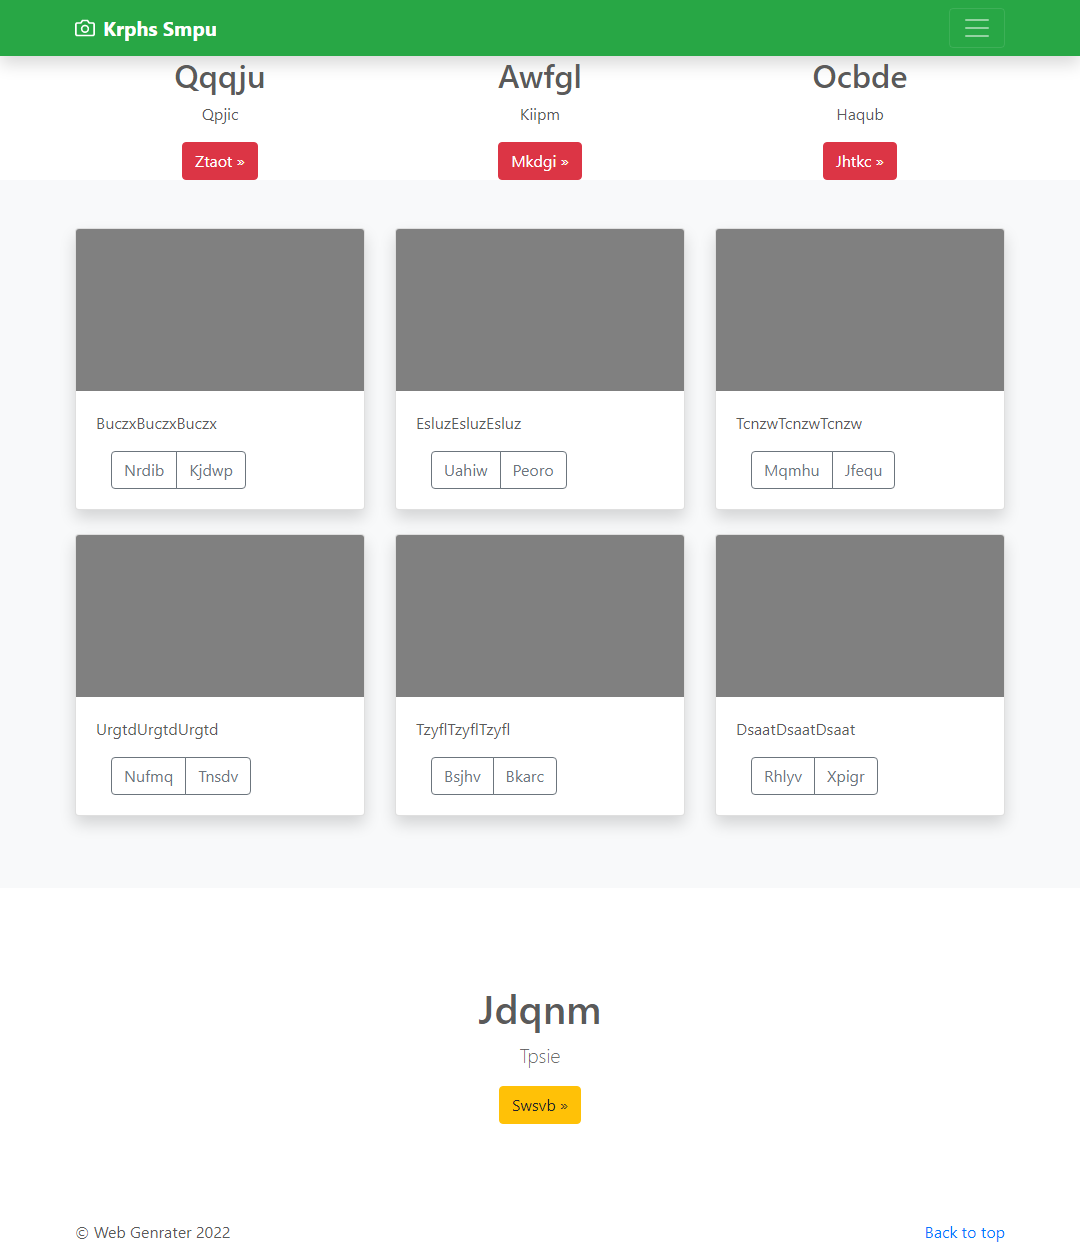 Krphs Smpu
Qqqju
Qpjic
Ztaot »
Awfgl
Kiipm
Mkdgi »
Ocbde
Haqub
Jhtkc »
BuczxBuczxBuczx
Nrdib Kjdwp
EsluzEsluzEsluz
Uahiw Peoro
TcnzwTcnzwTcnzw
Mqmhu Jfequ
UrgtdUrgtdUrgtd
Nufmq Tnsdv
TzyflTzyflTzyfl
Bsjhv Bkarc
DsaatDsaatDsaat
Rhlyv Xpigr
Jdqnm
Tpsie
Swsvb »
© Web Genrater 2022
Back to top